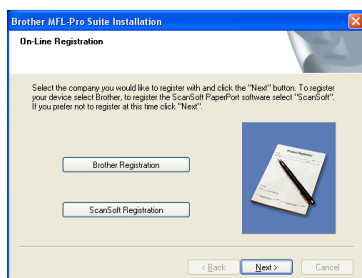 Brother MFL-Pro Suite Installation
On-Line Registration
Select the company you would like to register with and click the "Next" button. To register
your device select Brother, to register the ScanSoft PaperPort software select "ScanSoft".
If you prefer not to register at this time click "Next".
Brother Registration
ScanSoft Registration
< Back
Next >
Cancel